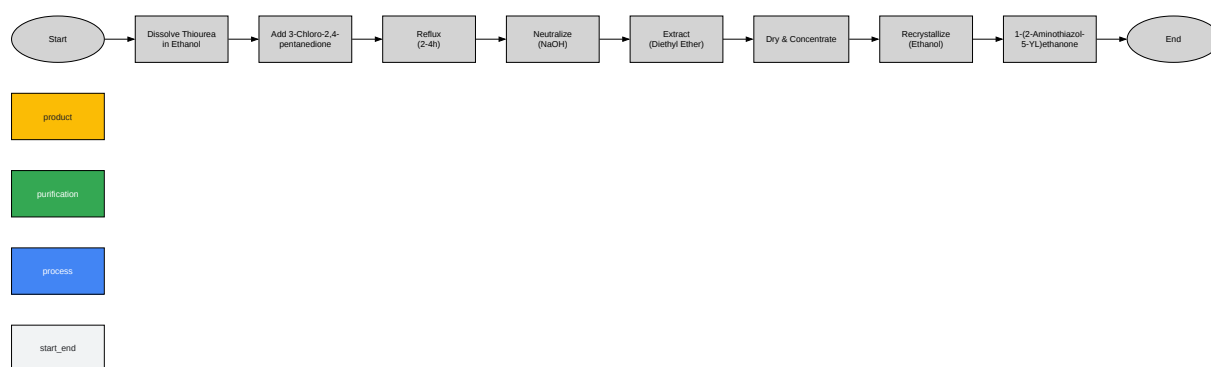 Start
Dissolve Thiourea
in Ethanol
Add 3-Chloro-2,4-
pentanedione
Reflux
(2-4h)
Neutralize
(NaOH)
Extract
(Diethyl Ether)
Dry & Concentrate
Recrystallize
(Ethanol)
1-(2-Aminothiazol-
5-YL)ethanone
End
product
purification
process
start_end